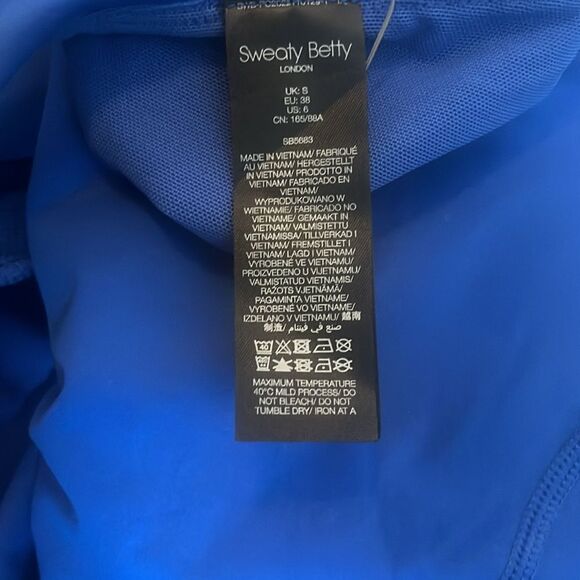 Sweaty Betty
LONDON
UK: S
EU: 38
US: 6
CN: 165/88A
SB5683
MADE IN VIETNAM/ FABRIQUÉ
AU VIETNAM/ HERGESTELLT
IN VIETNAM/ PRODOTTO IN
VIETNAM/ FABRICADO EN
VIETNAM/
WYPRODUKOWANO W
WIETNAMIE/ FABRICADO NO
VIETNAME/ GEMAAKT IN
VIETNAM/ VALMISTETTU
VIETNAMISSA/ TILLVERKAD I
VIETNAM/ FREMSTILLET I
VIETNAM/ LAGD I VIETNAM/
VYROBENÉ VE VIETNAMU/
PROIZVEDENO U VIJETNAMU/
VALMISTATUD VIETNAMIS/
RAŽOTS VJETNĀMĀ/
PAGAMINTA VIETNAME/
VYROBENÉ VO VIETNAME/
IZDELANO V VIETNAMU/ 越南
制造/ صنع في فيتنام/
40
MAXIMUM TEMPERATURE
40°C MILD PROCESS/ DO
NOT BLEACH/ DO NOT
TUMBLE DRY/ IRON AT A